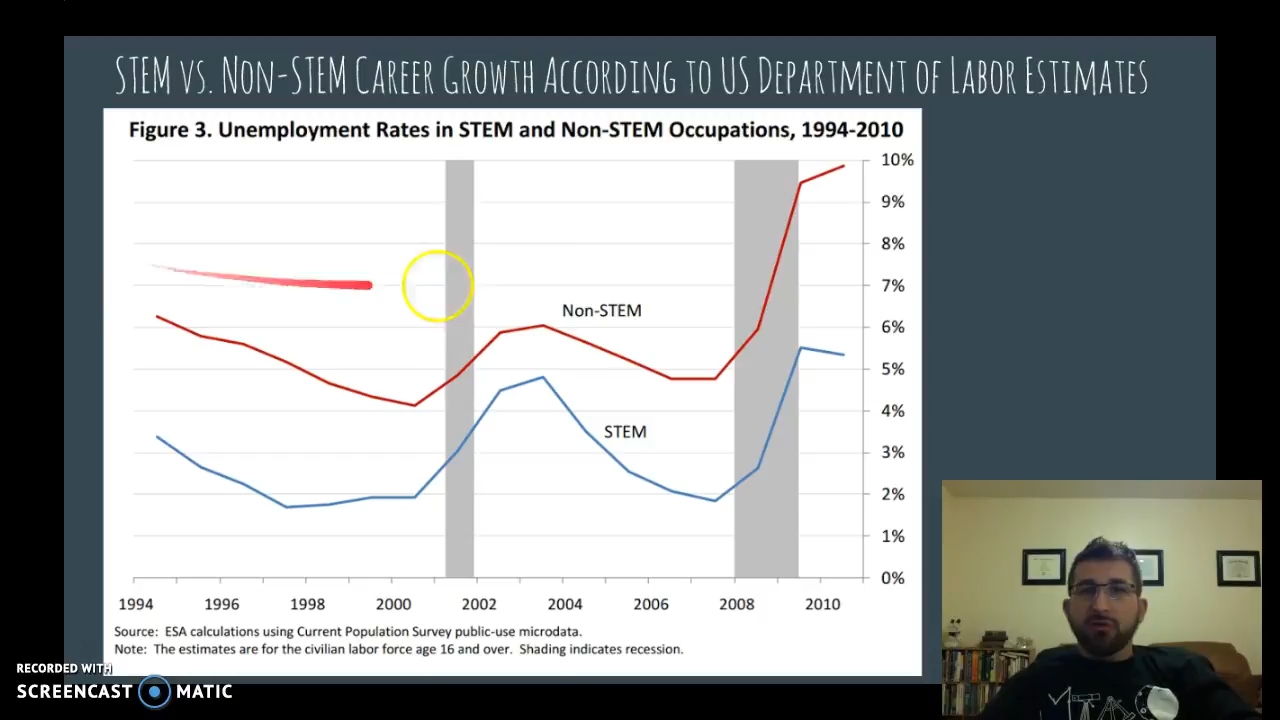 STEM vs. Non-STEM Career Growth According to US Department of Labor Estimates
Figure 3. Unemployment Rates in STEM and Non-STEM Occupations, 1994-2010
10%
9%
8%
7%
6%
5%
4%
3%
2%
1%
0%
Non-STEM
STEM
1994 1996 1998 2000 2002 2004 2006 2008 2010
Source: ESA calculations using Current Population Survey public-use microdata.
Note: The estimates are for the civilian labor force age 16 and over. Shading indicates recession.
RECORDED WITH
SCREENCAST MATIC